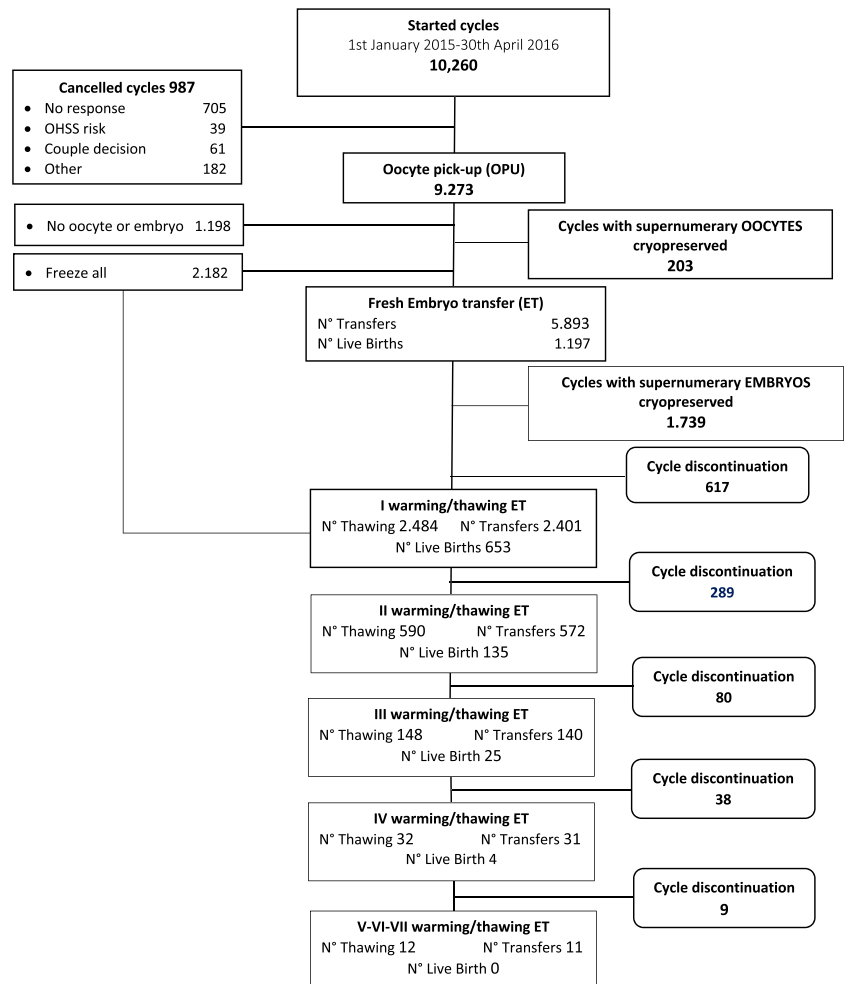 Started cycles
1st January 2015-30th April 2016
10,260
Cancelled cycles 987
• No response 705
• OHSS risk 39
• Couple decision 61
• Other 182
Oocyte pick-up (OPU)
9.273
• No oocyte or embryo 1.198
Cycles with supernumary OOCYTES
cryopreserved
203
• Freeze all 2.182
Fresh Embryo transfer (ET)
N° Transfers 5.893
N° Live Births 1.197
Cycles with supernumary EMBRYOS
cryopreserved
1.739
Cycle discontinuation
617
I warming/thawing ET
N° Thawing 2.484 N° Transfers 2.401
N° Live Births 653
Cycle discontinuation
289
II warming/thawing ET
N° Thawing 590 N° Transfers 572
N° Live Birth 135
Cycle discontinuation
80
III warming/thawing ET
N° Thawing 148 N° Transfers 140
N° Live Birth 25
Cycle discontinuation
38
IV warming/thawing ET
N° Thawing 32 N° Transfers 31
N° Live Birth 4
Cycle discontinuation
9
V-VI-VII warming/thawing ET
N° Thawing 12 N° Transfers 11
N° Live Birth 0